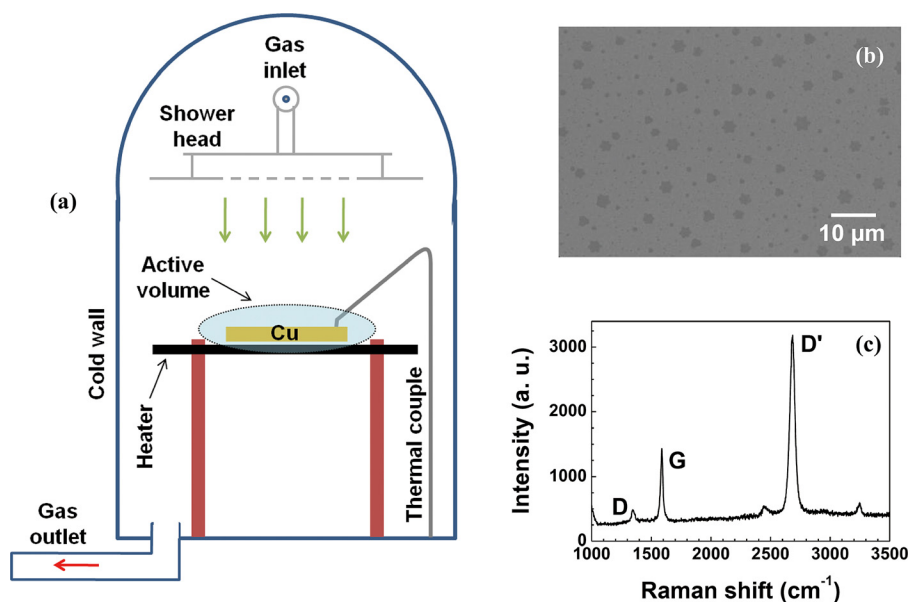 (a)
Gas
inlet
Shower
head
Active
volume
Cu
Cold wall
Heater
Thermal couple
Gas
outlet
(b)
10 µm
(c)
Intensity (a. u.)
3000
2000
1000
0
D
G
D'
1000 1500 2000 2500 3000 3500
Raman shift (cm⁻¹)